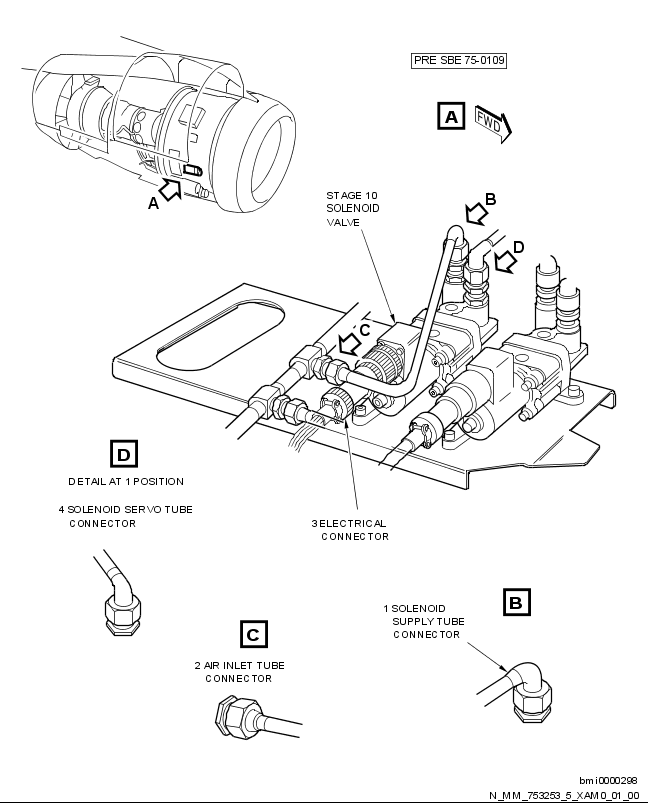 PRE SBE 75-0109
A
FWD
A
STAGE 10
SOLENOID
VALVE
B
D
C
D
DETAIL AT 1 POSITION
4 SOLENOID SERVO TUBE
CONNECTOR
3 ELECTRICAL
CONNECTOR
B
1 SOLENOID
SUPPLY TUBE
CONNECTOR
C
2 AIR INLET TUBE
CONNECTOR
bmi0000298
N_MM_753253_5_XAM0_01_00